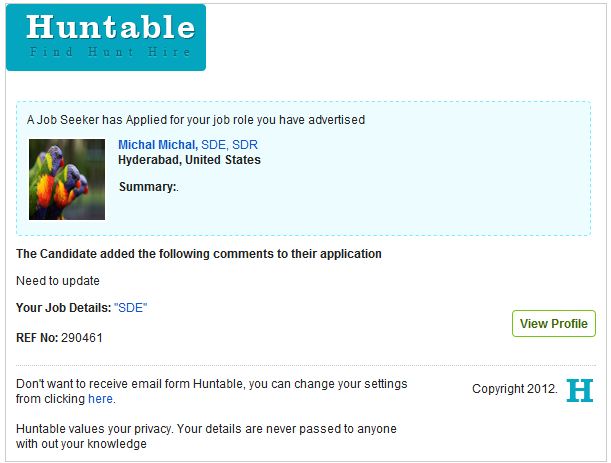 Huntable
Find Hunt Hire
A Job Seeker has Applied for your job role you have advertised
Michal Michal, SDE, SDR
Hyderabad, United States
Summary:.
The Candidate added the following comments to their application
Need to update
Your Job Details: "SDE"
View Profile
REF No: 290461
Don't want to receive email form Huntable, you can change your settings
from clicking here.
Copyright 2012. H
Huntable values your privacy. Your details are never passed to anyone
with out your knowledge